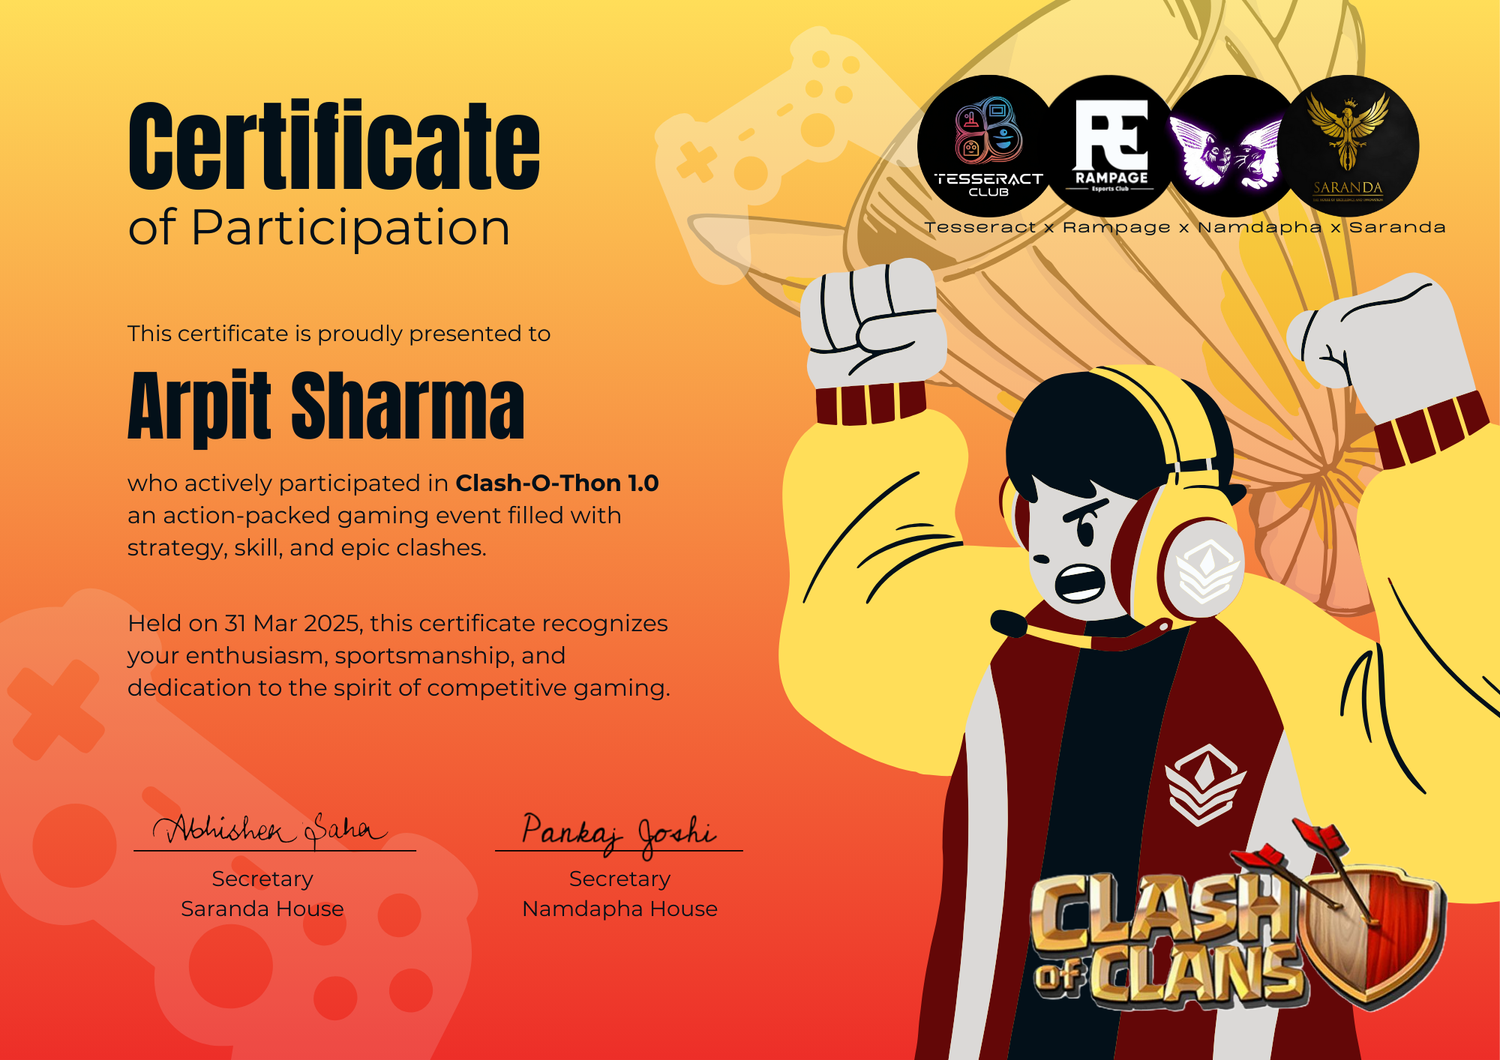 Certificate
of Participation
This certificate is proudly presented to
Arpit Sharma
who actively participated in Clash-O-Thon 1.0
an action-packed gaming event filled with
strategy, skill, and epic clashes.
Held on 31 Mar 2025, this certificate recognizes
your enthusiasm, sportsmanship, and
dedication to the spirit of competitive gaming.
Abhishek Saha
Secretary
Saranda House
Pankaj Joshi
Secretary
Namdapha House
TESSERACT
CLUB
RE
RAMPAGE
Esports Club
SARANDA
Tesseract x Rampage x Namdapha x Saranda
CLASH
OF CLANS